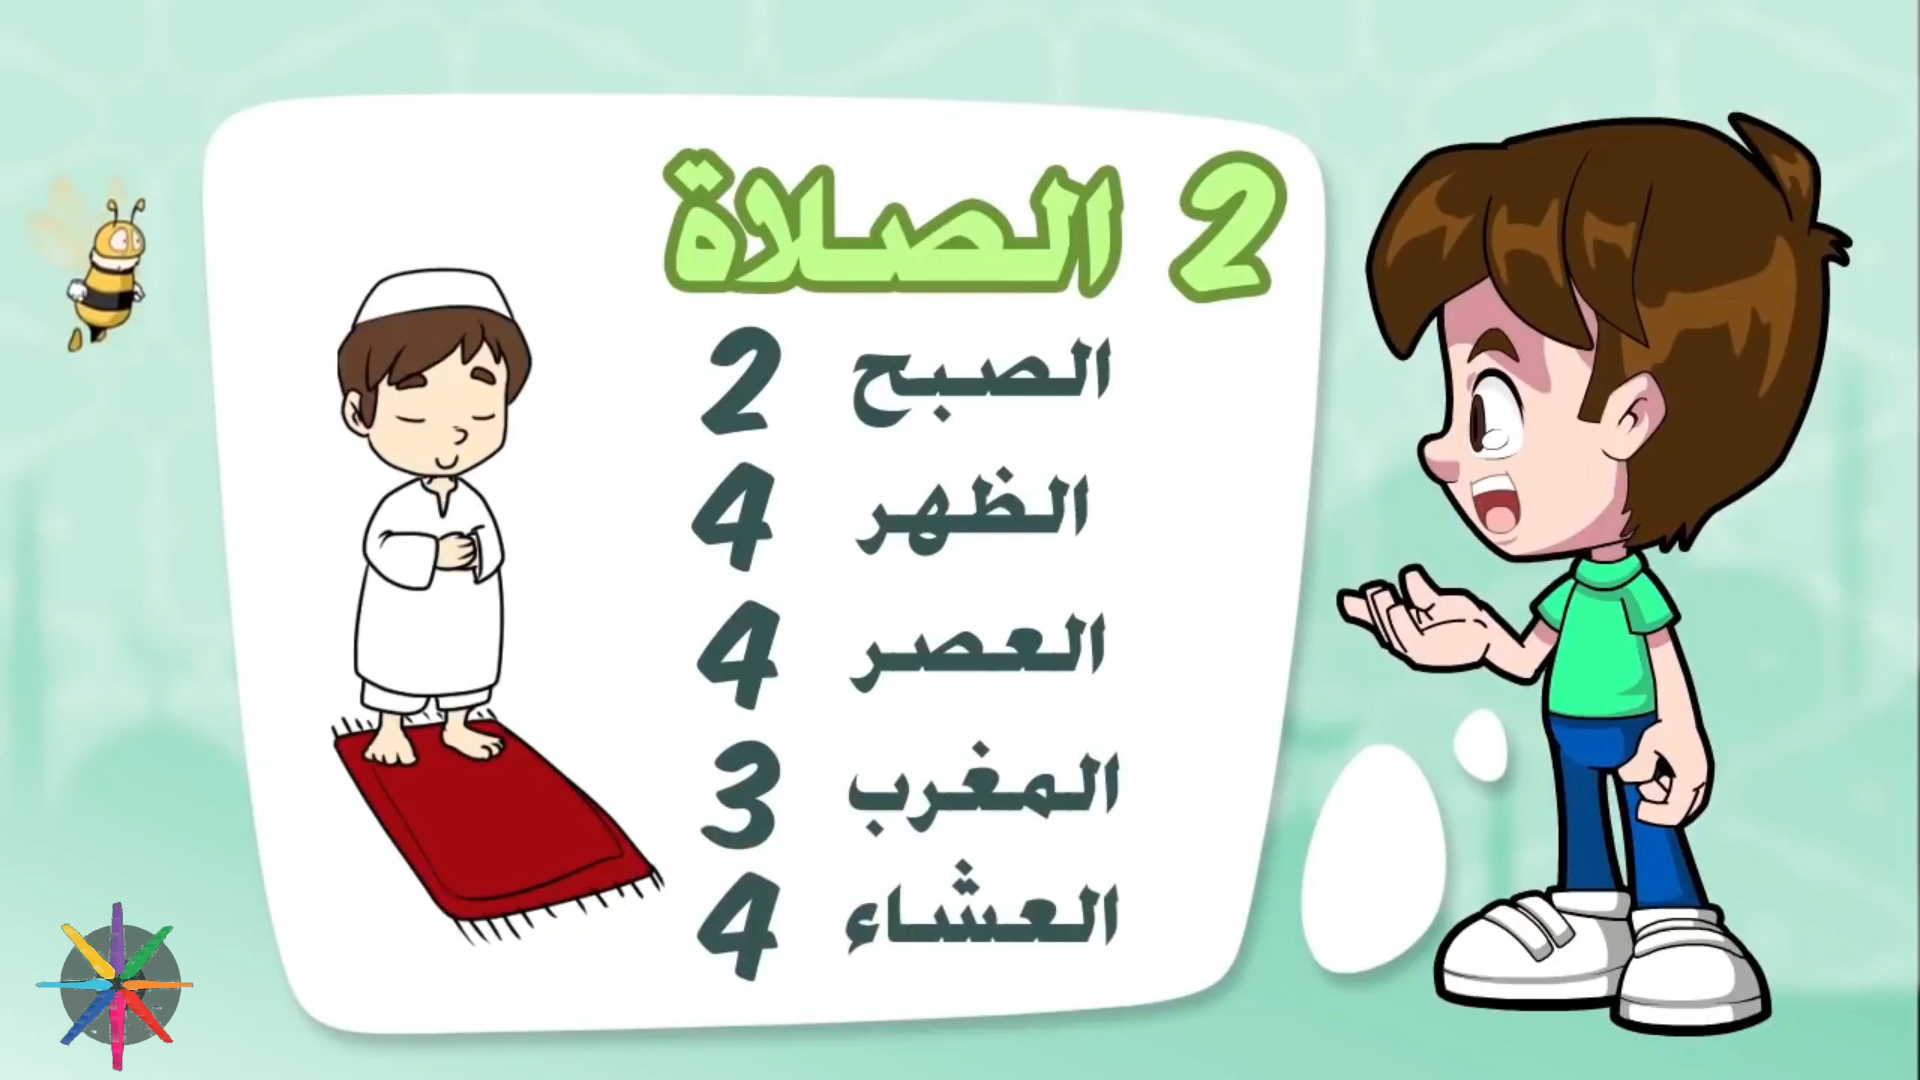 2 الصلاة
الصبح 2
الظهر 4
العصر 4
المغرب 3
العشاء 4